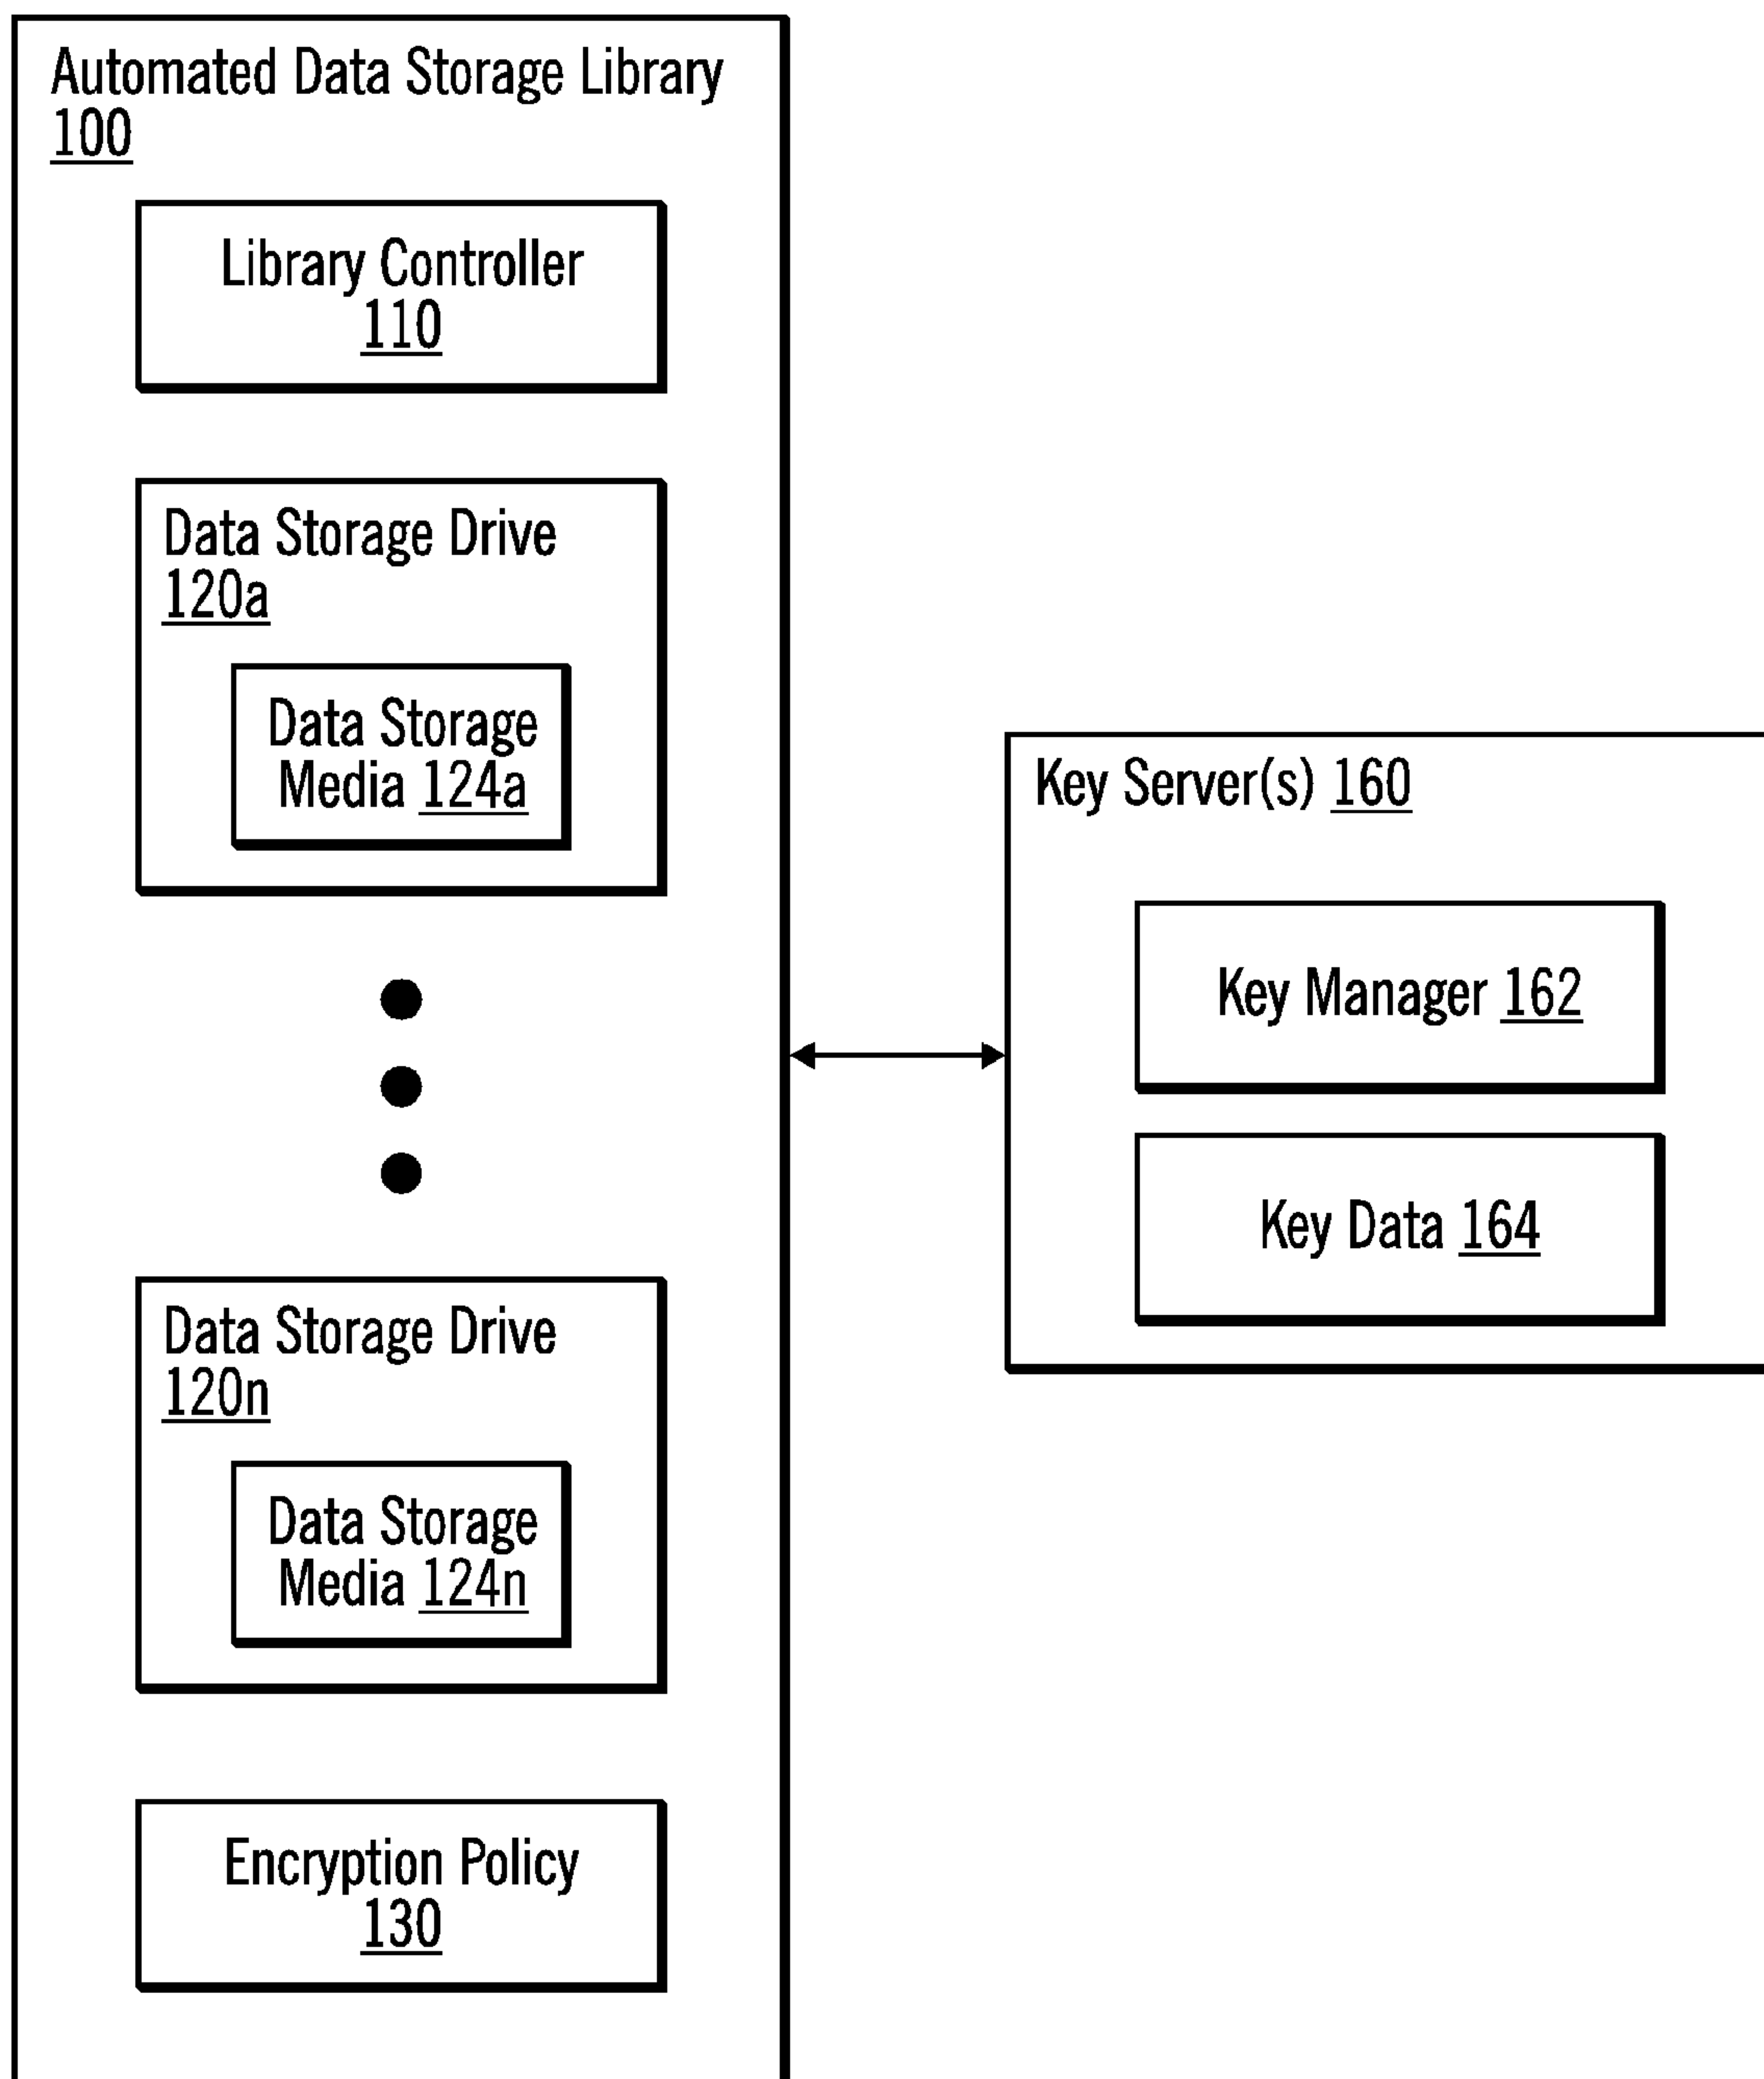 Automated Data Storage Library
100
Library Controller
110
Data Storage Drive
120a
Data Storage
Media 124a
Data Storage Drive
120n
Data Storage
Media 124n
Encryption Policy
130
Key Server(s) 160
Key Manager 162
Key Data 164